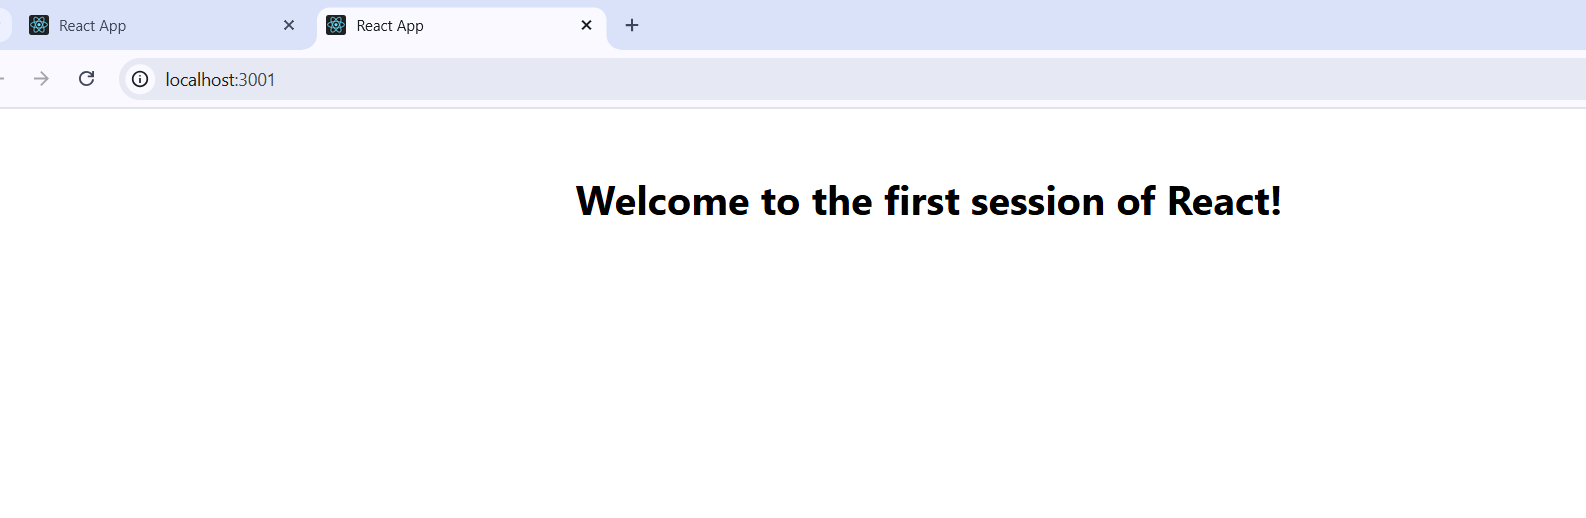 React App
React App
localhost:3001
Welcome to the first session of React!